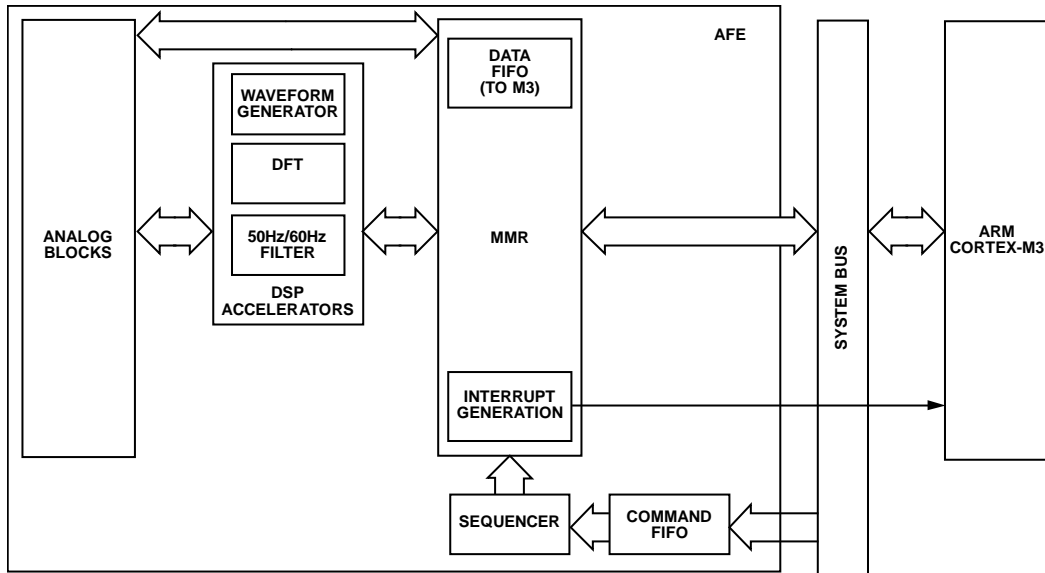 AFE
ANALOG
BLOCKS
WAVEFORM
GENERATOR
DFT
50Hz/60Hz
FILTER
DSP
ACCELERATORS
DATA
FIFO
(TO M3)
MMR
INTERRUPT
GENERATION
SEQUENCER
COMMAND
FIFO
SYSTEM BUS
ARM
CORTEX-M3